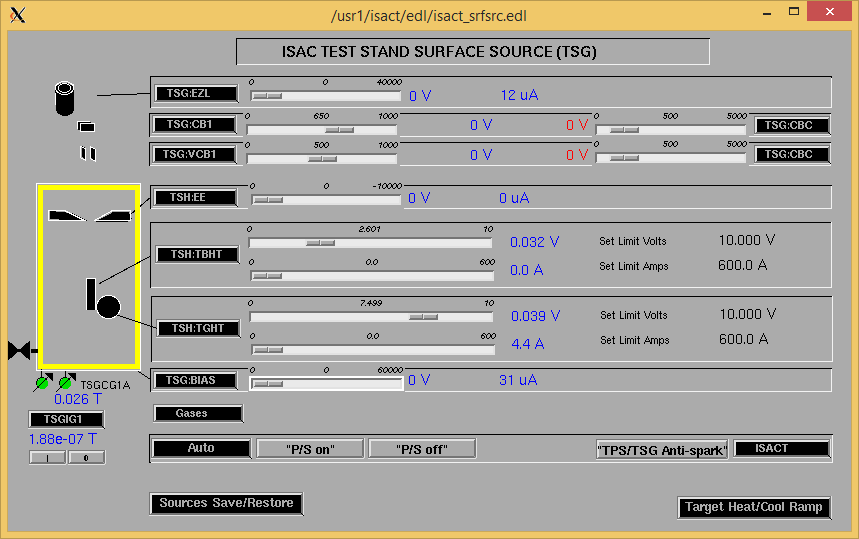 /usr1/isact/edl/isact_srfsrc.edl
ISAC TEST STAND SURFACE SOURCE (TSG)
TSG:EZL 0 0 40000 0 V 12 uA
TSG:CB1 0 650 1000 0 V 0 V 0 500 5000 TSG:CBC
TSG:VCB1 0 500 1000 0 V 0 V 0 500 5000 TSG:CBC
TSH:EE 0 0 -10000 0 V 0 uA
TSH:TBHT 0 2.601 10 0.032 V Set Limit Volts 10.000 V
0 0.0 600 0.0 A Set Limit Amps 600.0 A
TSH:TGHT 0 7.499 10 0.039 V Set Limit Volts 10.000 V
0 0.0 600 4.4 A Set Limit Amps 600.0 A
TSG:BIAS 0 0 60000 0 V 31 uA
TSGCG1A
0.026 T
TSGIG1
1.88e-07 T
I 0
Gases
Auto "P/S on" "P/S off" "TPS/TSG Anti-spark" ISACT
Sources Save/Restore
Target Heat/Cool Ramp